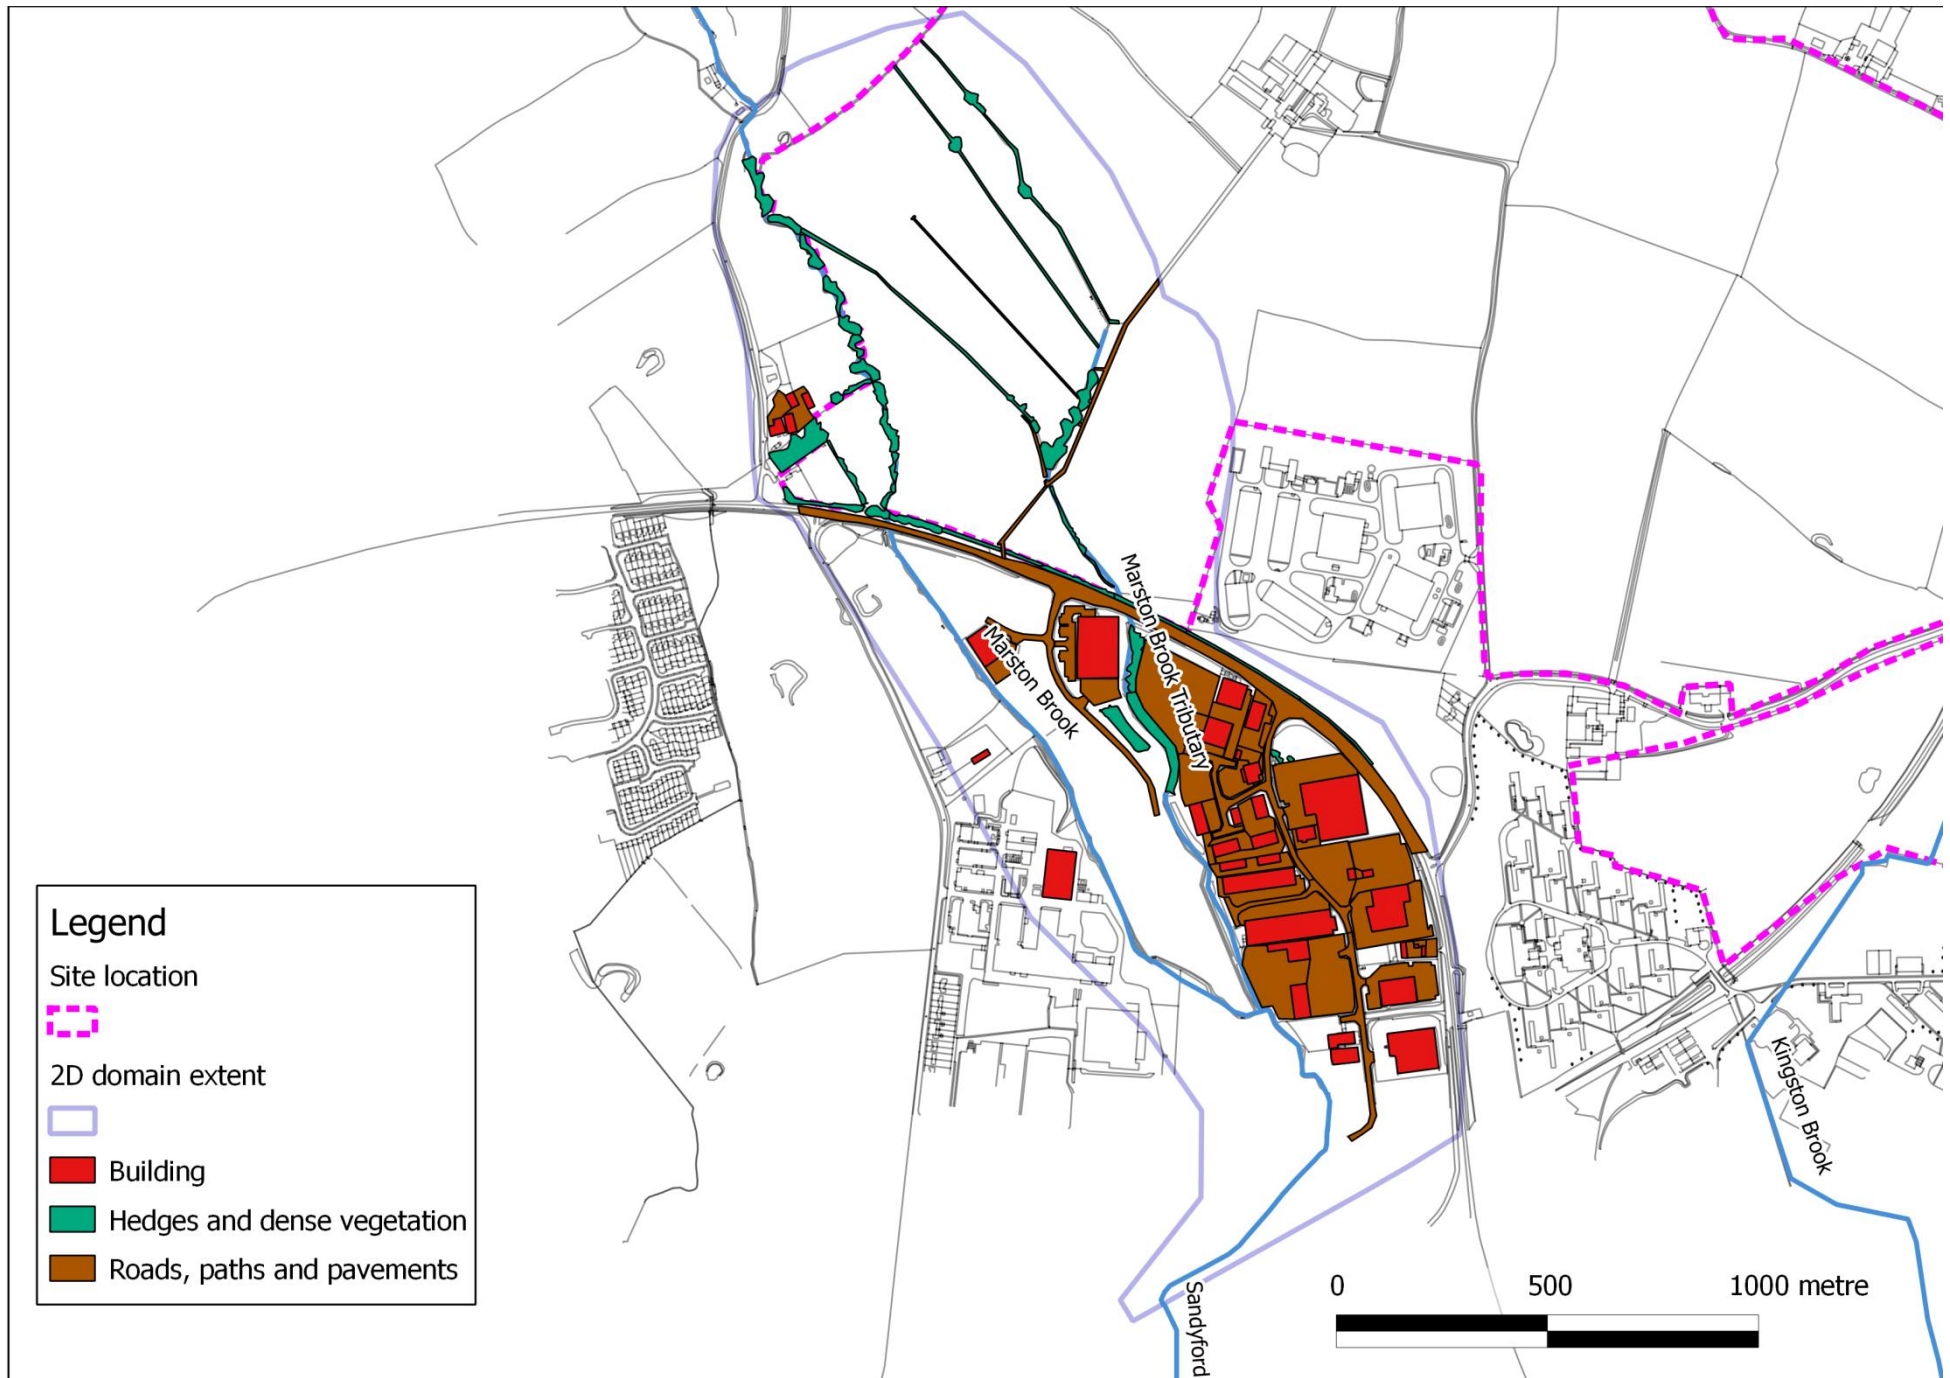 Marston Brook Tributary
Marston Brook
Kingston Brook
Sandyford
Legend
Site location
2D domain extent
Building
Hedges and dense vegetation
Roads, paths and pavements
0 500 1000 metre